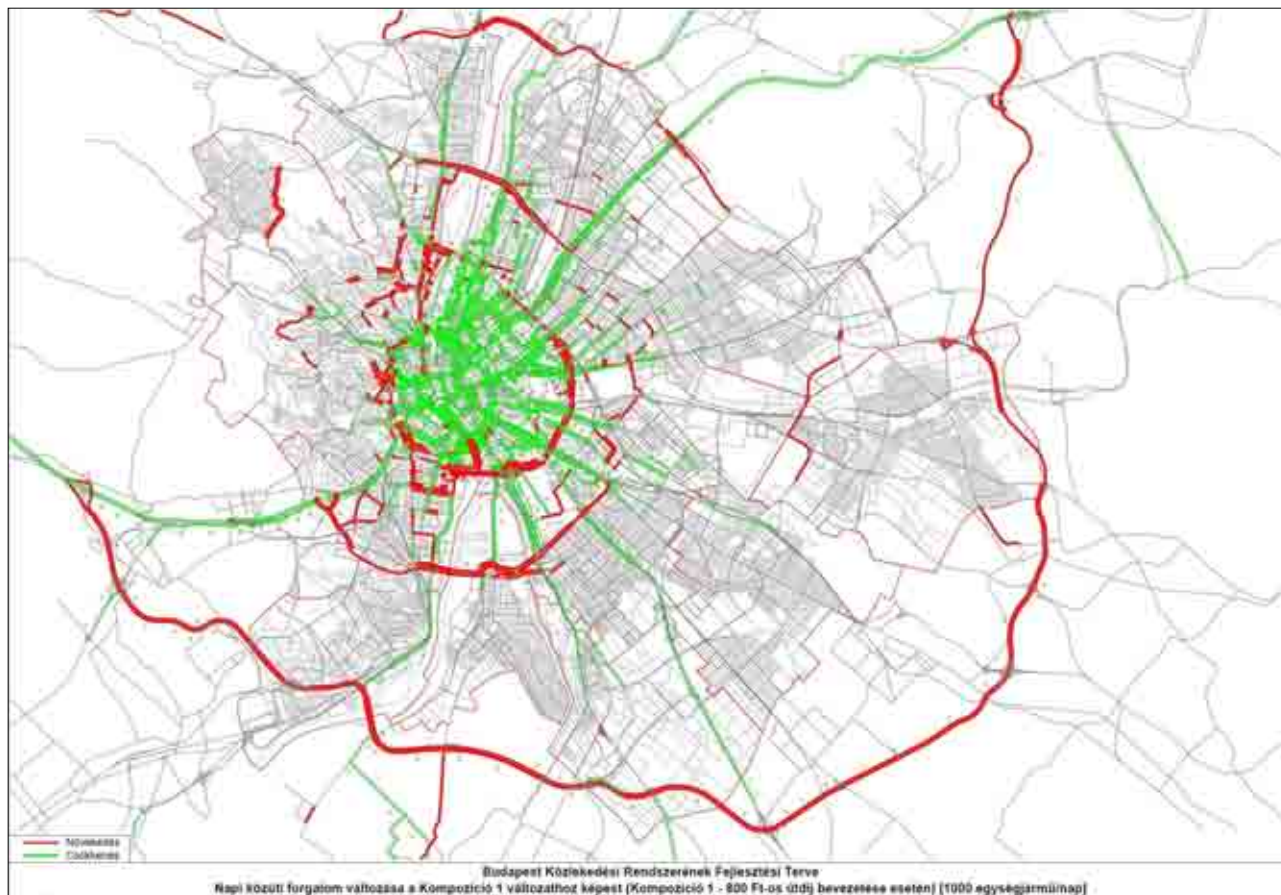 Növekedés
Csökkenés
Budapest Közlekedési Rendszerének Fejlesztési Terve
Napi közúti forgalom változása a Kompozíció 1 változathoz képest (Kompozíció 1 - 800 Ft-os útdíj bevezetése esetén) [1000 egységjármű/nap]